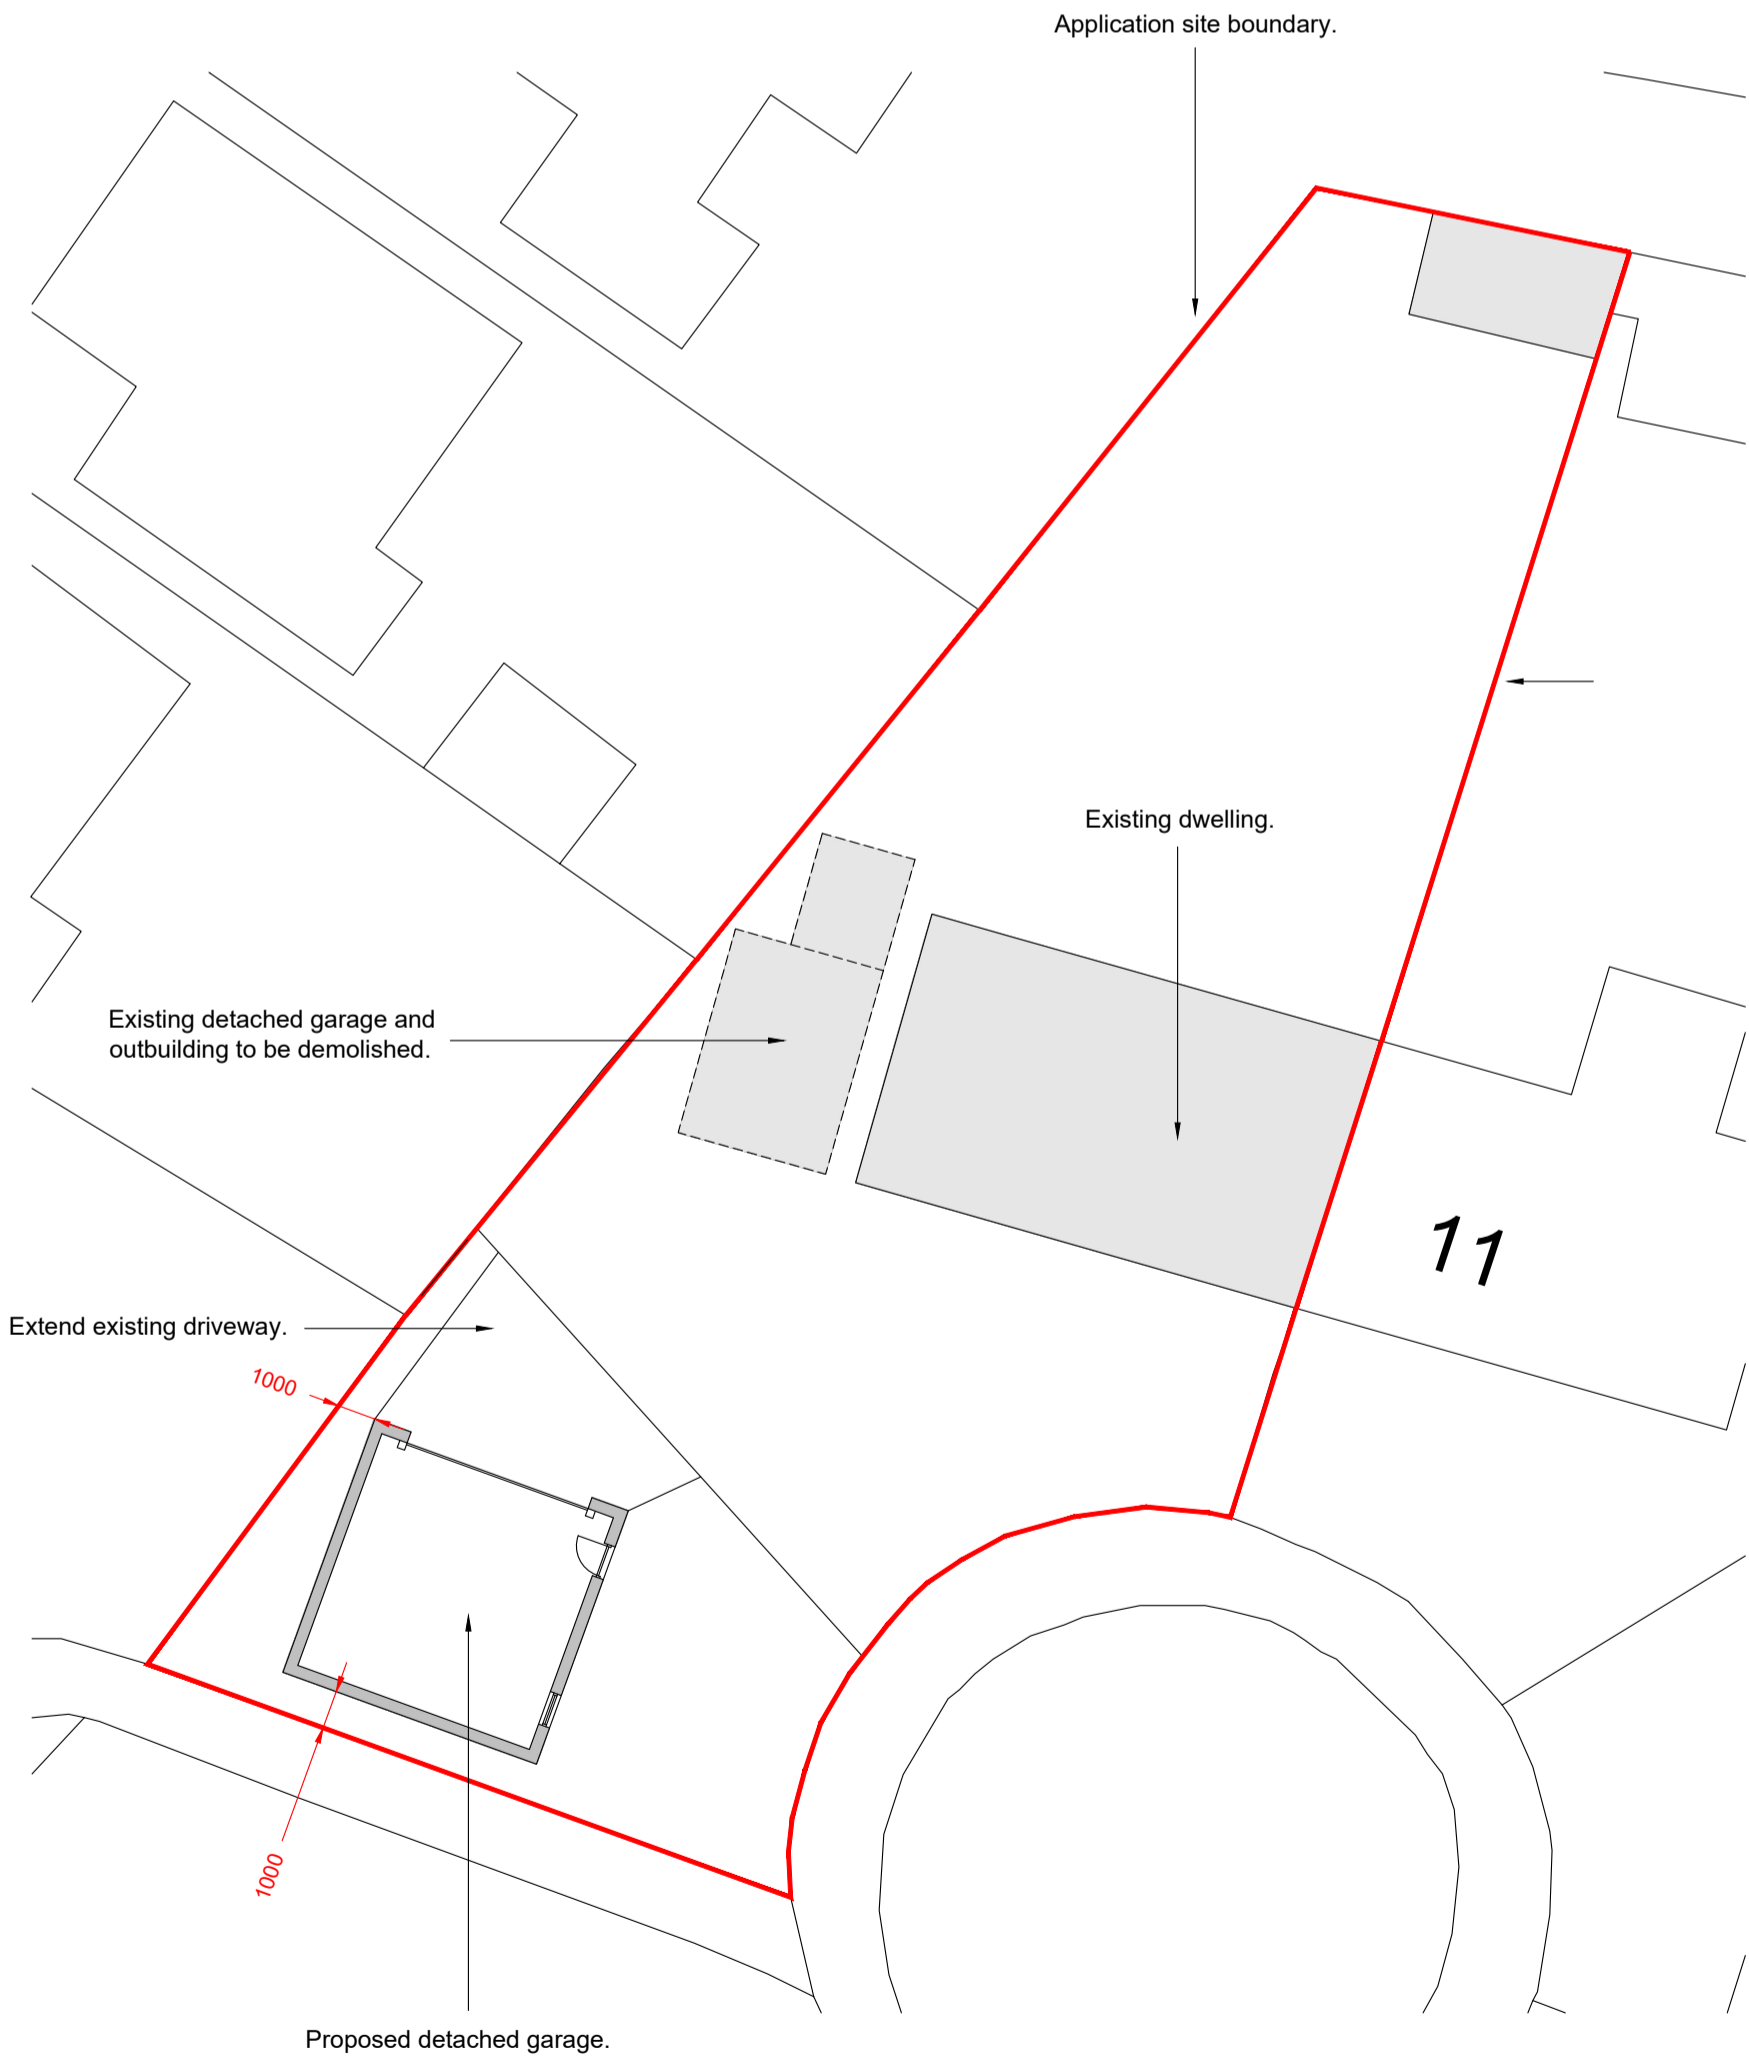 Application site boundary.
Existing dwelling.
Existing detached garage and
outbuilding to be demolished.
11
Extend existing driveway.
1000
1000
Proposed detached garage.